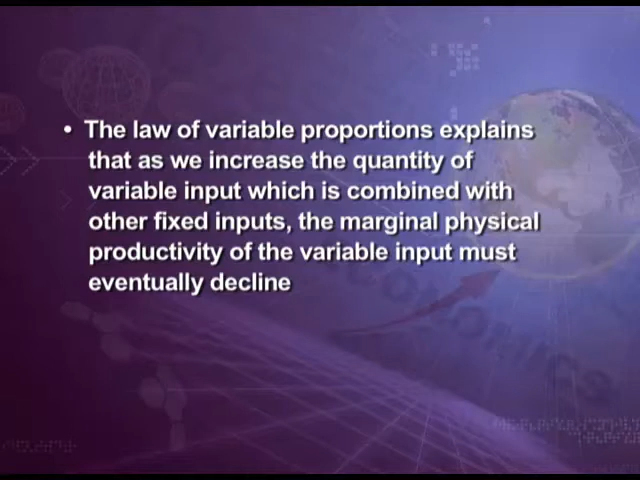 • The law of variable proportions explains
that as we increase the quantity of
variable input which is combined with
other fixed inputs, the marginal physical
productivity of the variable input must
eventually decline